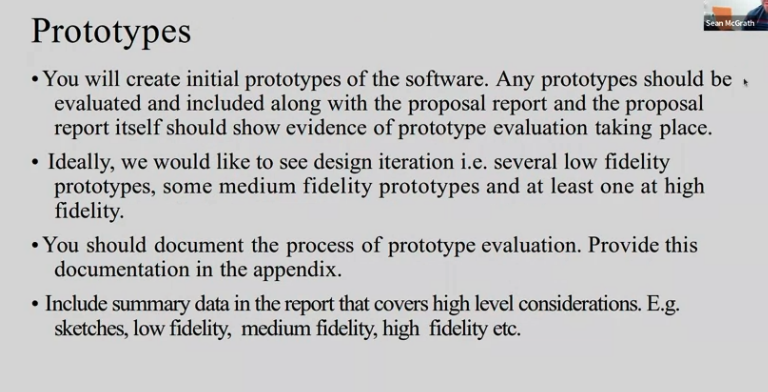 Sean McGrath
Prototypes
• You will create initial prototypes of the software. Any prototypes should be
evaluated and included along with the proposal report and the proposal
report itself should show evidence of prototype evaluation taking place.
• Ideally, we would like to see design iteration i.e. several low fidelity
prototypes, some medium fidelity prototypes and at least one at high
fidelity.
• You should document the process of prototype evaluation. Provide this
documentation in the appendix.
• Include summary data in the report that covers high level considerations. E.g.
sketches, low fidelity, medium fidelity, high fidelity etc.